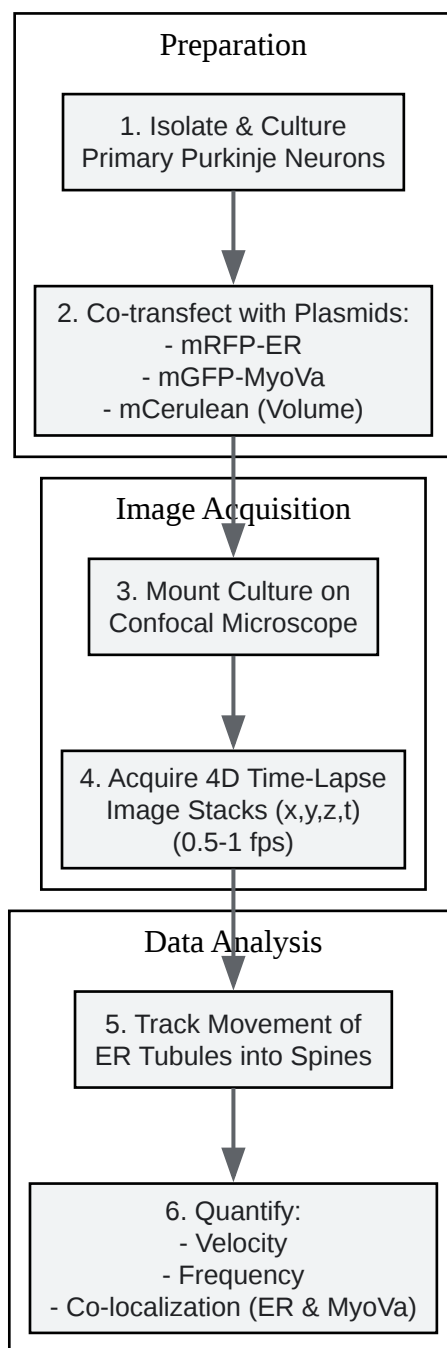 Preparation
1. Isolate & Culture
Primary Purkinje Neurons
2. Co-transfect with Plasmids:
- mRFP-ER
- mGFP-MyoVa
- mCerulean (Volume)
Image Acquisition
3. Mount Culture on
Confocal Microscope
4. Acquire 4D Time-Lapse
Image Stacks (x,y,z,t)
(0.5-1 fps)
Data Analysis
5. Track Movement of
ER Tubules into Spines
6. Quantify:
- Velocity
- Frequency
- Co-localization (ER & MyoVa)